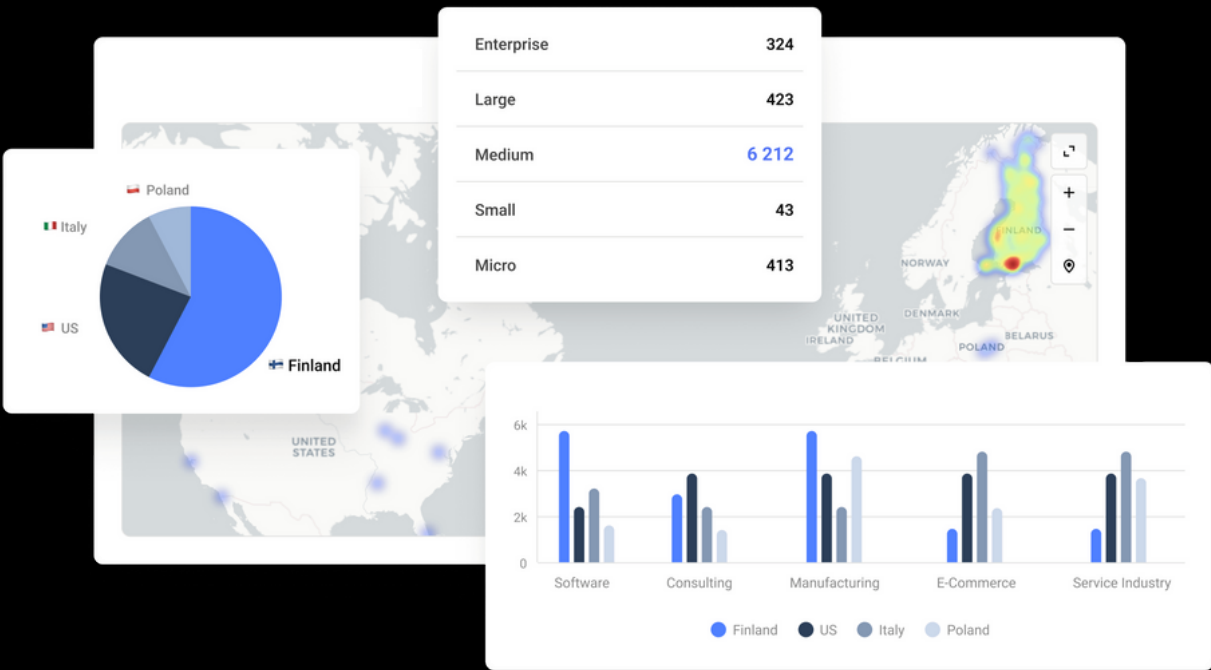 Enterprise 324
Large 423
Medium 6 212
Small 43
Micro 413
Poland
Italy
US
Finland
INLAND
NORWAY
UNITED
KINGDOM
IRELAND
DENMARK
BELARUS
POLAND
BELGIUM
UNITED
STATES
6k
4k
2k
0
Software Consulting Manufacturing E-Commerce Service Industry
Finland US Italy Poland